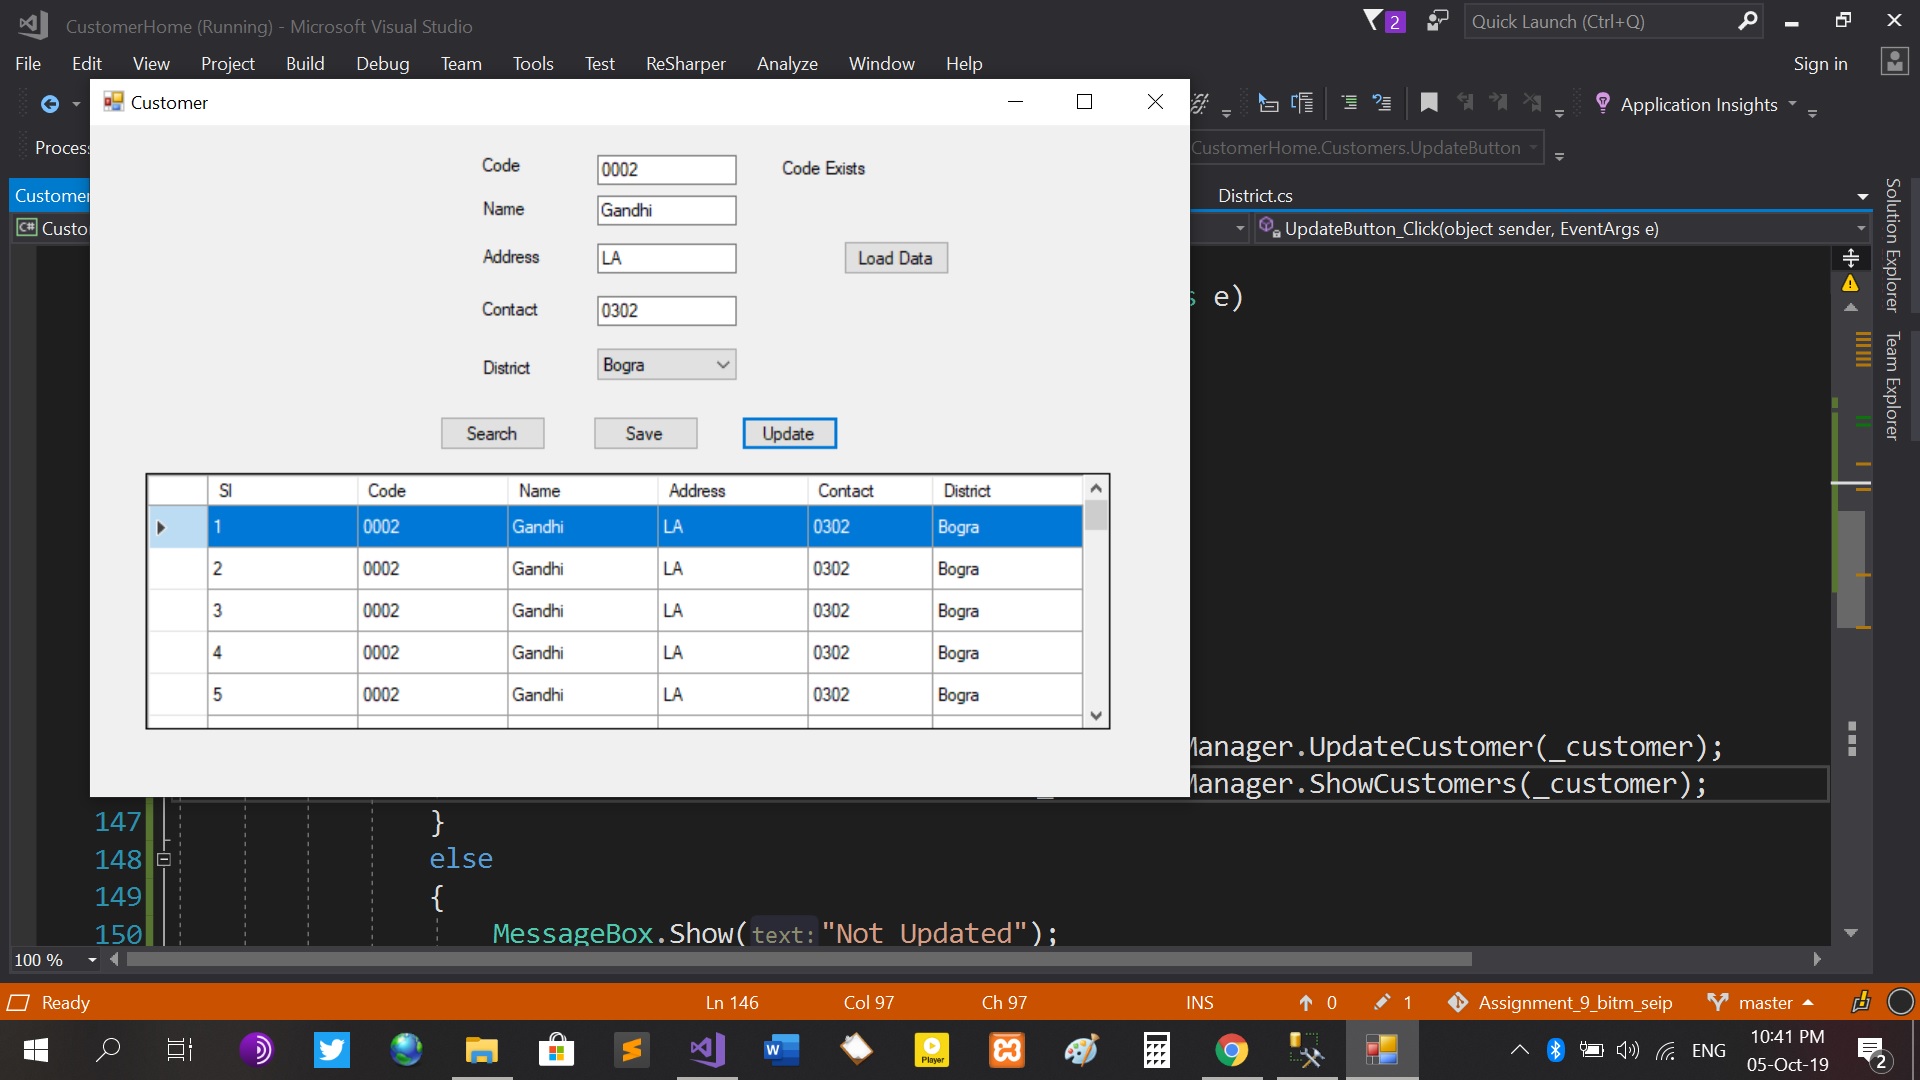 CustomerHome (Running) - Microsoft Visual Studio
2
Quick Launch (Ctrl+Q)
File Edit View Project Build Debug Team Tools Test ReSharper Analyze Window Help
Sign in
Customer
Application Insights
Process
CustomerHome.Customers.UpdateButton
Customer
District.cs
C# Custo
UpdateButton_Click(object sender, EventArgs e)
Solution Explorer
Team Explorer
Code 0002 Code Exists
Name Gandhi
Address LA Load Data
Contact 0302
District Bogra
Search Save Update
Sl Code Name Address Contact District
1 0002 Gandhi LA 0302 Bogra
2 0002 Gandhi LA 0302 Bogra
3 0002 Gandhi LA 0302 Bogra
4 0002 Gandhi LA 0302 Bogra
5 0002 Gandhi LA 0302 Bogra
s e)
Manager.UpdateCustomer(_customer);
Manager.ShowCustomers(_customer);
147 }
148 else
149 {
150 MessageBox.Show(text:"Not Updated");
100 %
Ready Ln 146 Col 97 Ch 97 INS 0 1 Assignment_9_bitm_seip master
W
Player
ENG
10:41 PM
05-Oct-19
2